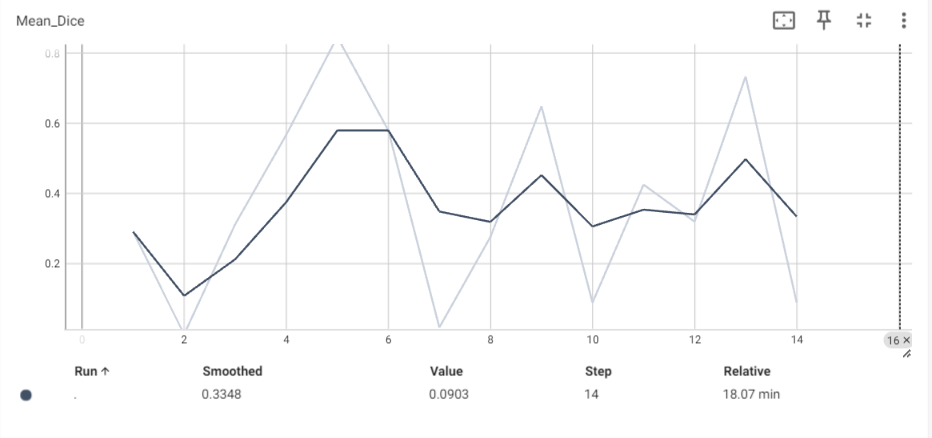 Mean_Dice
0.8
0.6
0.4
0.2
0 2 4 6 8 10 12 14 16 ×
Run ↑ Smoothed Value Step Relative
. 0.3348 0.0903 14 18.07 min